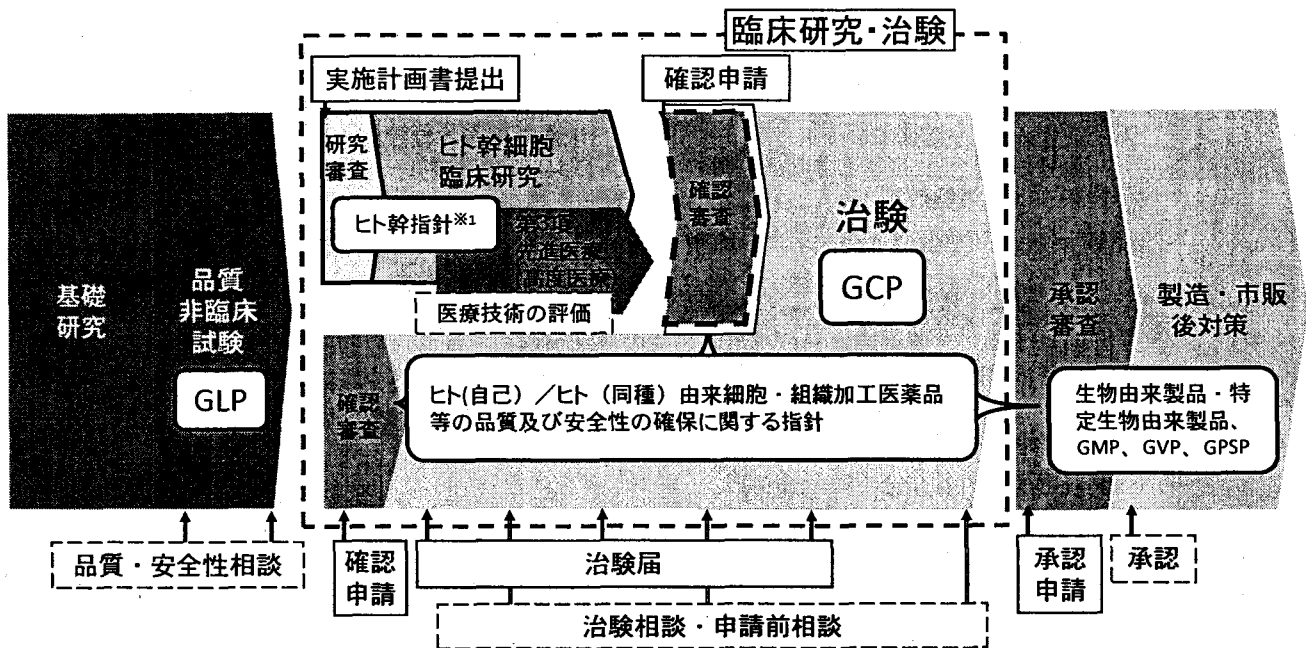 臨床研究・治験
実施計画書提出
確認申請
研究
審査
ヒト幹細胞
臨床研究
ヒト幹指針※1
先進医療
高度医療
医療技術の評価
確認
審査
治験
GCP
基礎
研究
品質
非臨床
試験
GLP
確認
審査
ヒト(自己)／ヒト（同種）由来細胞・組織加工医薬品
等の品質及び安全性の確保に関する指針
承認
審査
製造・市販
後対策
生物由来製品・特
定生物由来製品、
GMP、GVP、GPSP
品質・安全性相談
確認
申請
治験届
治験相談・申請前相談
承認
申請
承認